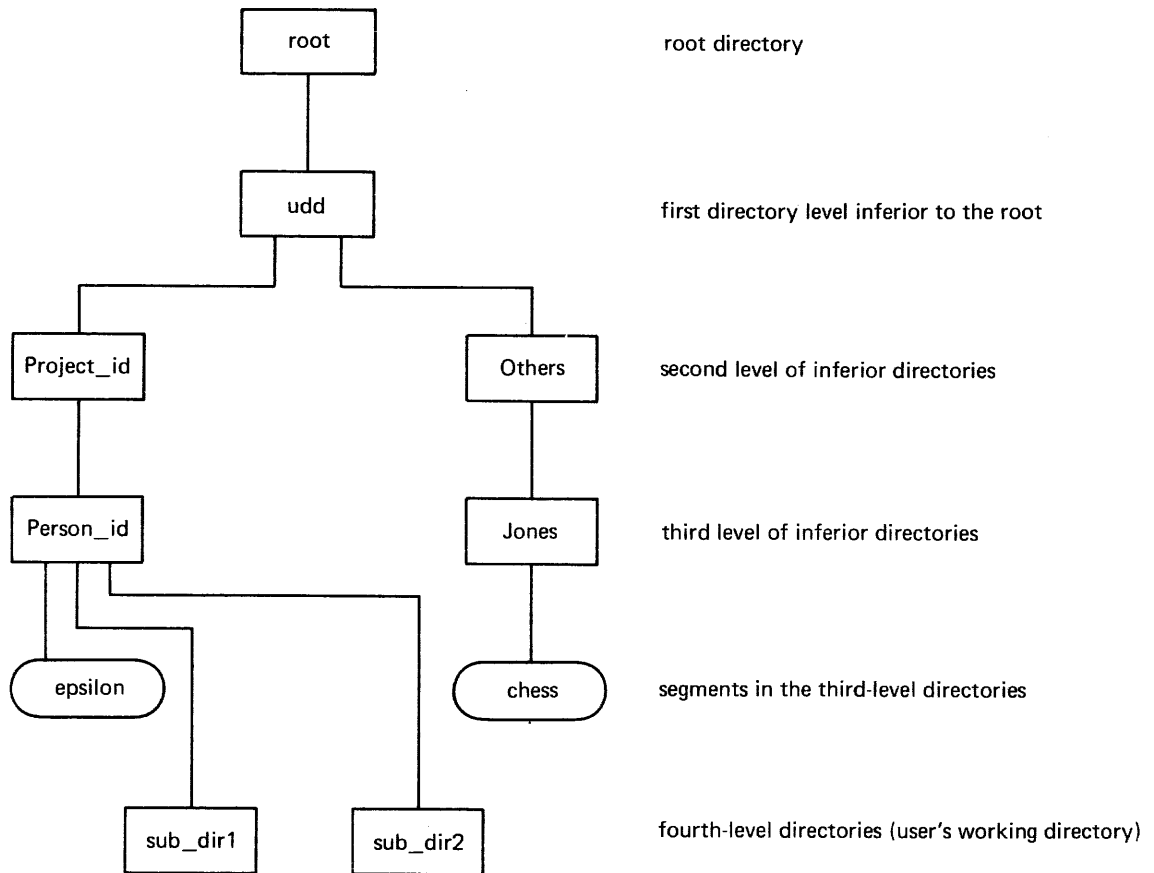 root
root directory
udd
first directory level inferior to the root
Project_id
Others
second level of inferior directories
Person_id
Jones
third level of inferior directories
epsilon
chess
segments in the third-level directories
sub_dir1
sub_dir2
fourth-level directories (user's working directory)